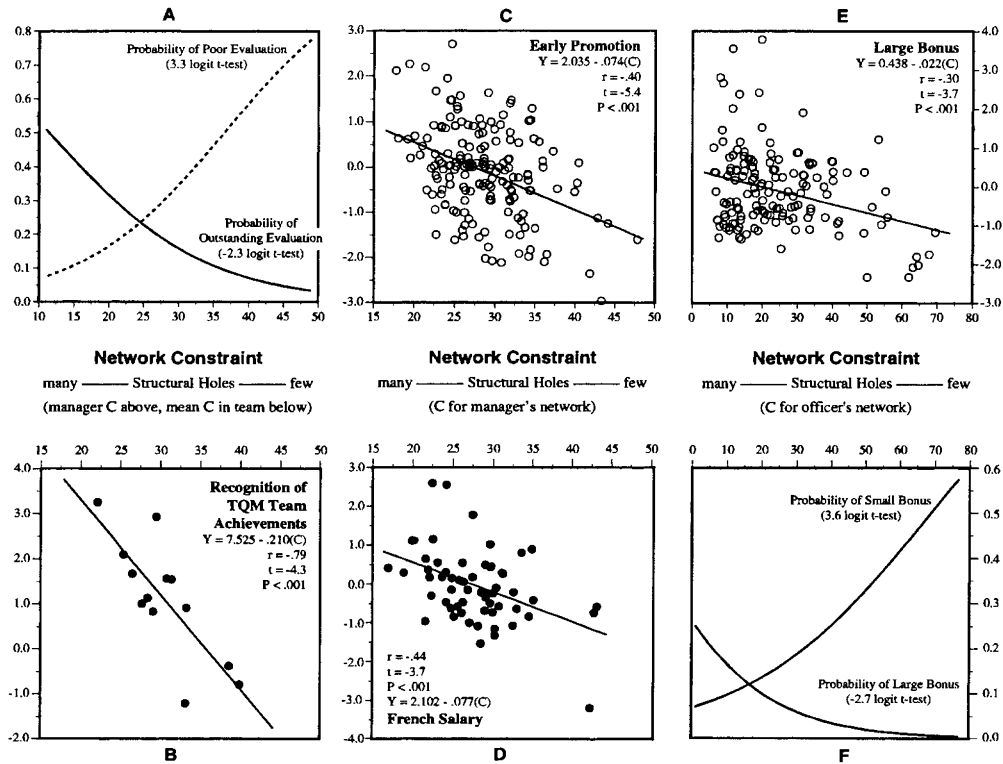 A
0.8
0.7
0.6
0.5
0.4
0.3
0.2
0.1
0.0
Probability of Poor Evaluation
(3.3 logit t-test)
Probability of
Outstanding Evaluation
(-2.3 logit t-test)
10 15 20 25 30 35 40 45 50
C
3.0
2.0
1.0
0.0
-1.0
-2.0
-3.0
Early Promotion
Y = 2.035 - .074(C)
r = -.40
t = -5.4
P < .001
15 20 25 30 35 40 45 50
E
Large Bonus
Y = 0.438 - .022(C)
r = -.30
t = -3.7
P < .001
4.0
3.0
2.0
1.0
0.0
-1.0
-2.0
-3.0
0 10 20 30 40 50 60 70 80
Network Constraint
many Structural Holes few
(manager C above, mean C in team below)
Network Constraint
many Structural Holes few
(C for manager's network)
Network Constraint
many Structural Holes few
(C for officer's network)
15 20 25 30 35 40 45 50
4.0
3.0
2.0
1.0
0.0
-1.0
-2.0
Recognition of
TQM Team
Achievements
Y = 7.525 - .210(C)
r = -.79
t = -4.3
P < .001
B
15 20 25 30 35 40 45 50
3.0
2.0
1.0
0.0
-1.0
-2.0
-3.0
-4.0
r = -.44
t = -3.7
P < .001
Y = 2.102 - .077(C)
French Salary
D
0 10 20 30 40 50 60 70 80
Probability of Small Bonus
(3.6 logit t-test)
Probability of Large Bonus
(-2.7 logit t-test)
0.6
0.5
0.4
0.3
0.2
0.1
0.0
F